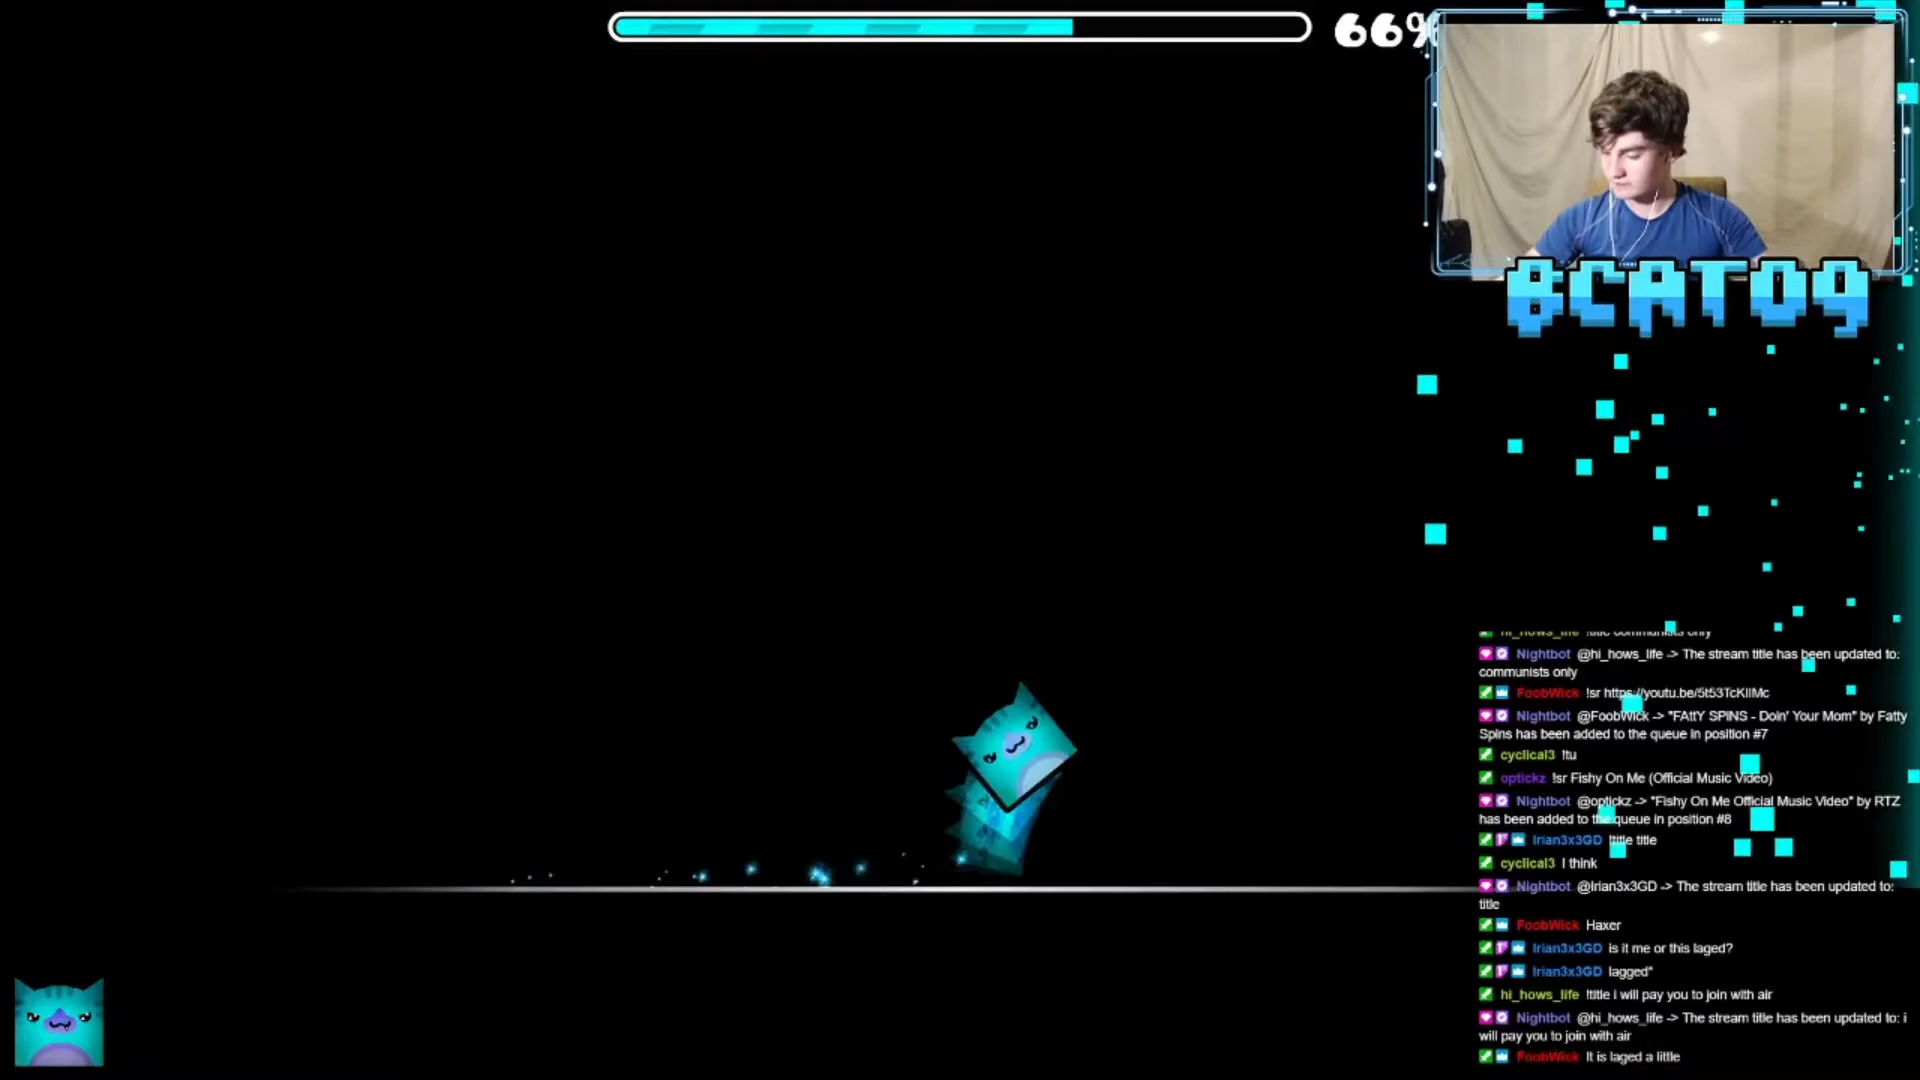 66%
8CAT09
hi_hows_life !title communists only
Nightbot @hi_hows_life -> The stream title has been updated to:
communists only
FoobWick !sr
Nightbot @FoobWick -> "FAttY SPiNS - Doin' Your Mom" by Fatty
Spins has been added to the queue in position #7
cyclical3 !tu
optickz !sr Fishy On Me (Official Music Video)
Nightbot @optickz -> "Fishy On Me Official Music Video" by RTZ
has been added to the queue in position #8
Irian3x3GD !title title
cyclical3 I think
Nightbot @Irian3x3GD -> The stream title has been updated to:
title
FoobWick Haxer
Irian3x3GD is it me or this laged?
Irian3x3GD lagged*
hi_hows_life !title i will pay you to join with air
Nightbot @hi_hows_life -> The stream title has been updated to: i
will pay you to join with air
FoobWick It is laged a little